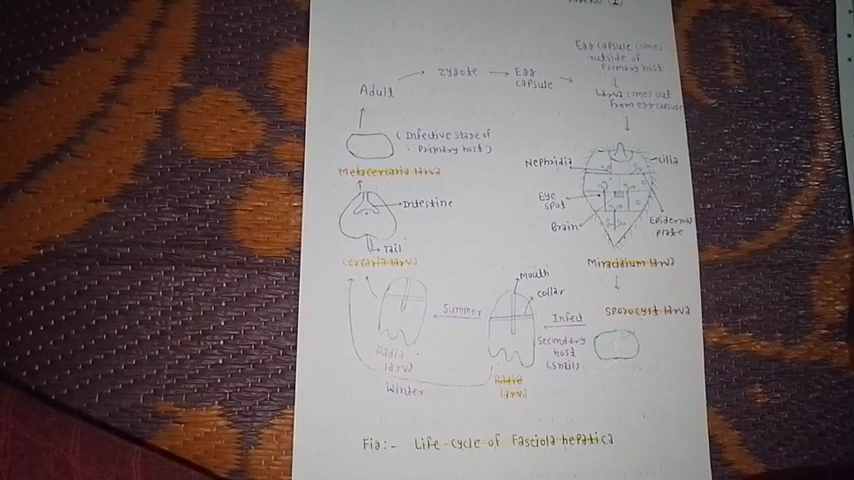 Egg capsule comes
outside of
Primary host
Adult
zygote
Egg
capsule
Larva comes out
from egg capsule
(Infective stage of
Primary host)
Metacercaria larva
Nephridia
cilia
Eye
spot
Brain
Epidermal
plate
Miracidium larva
Intestine
Tail
Cercaria larva
Mouth
collar
Summer
Infect
Secondary
host
(Snail)
Sporocyst larva
Radia
larva
Radia
larva
Winter
Fig:- Life cycle of Fasciola hepatica